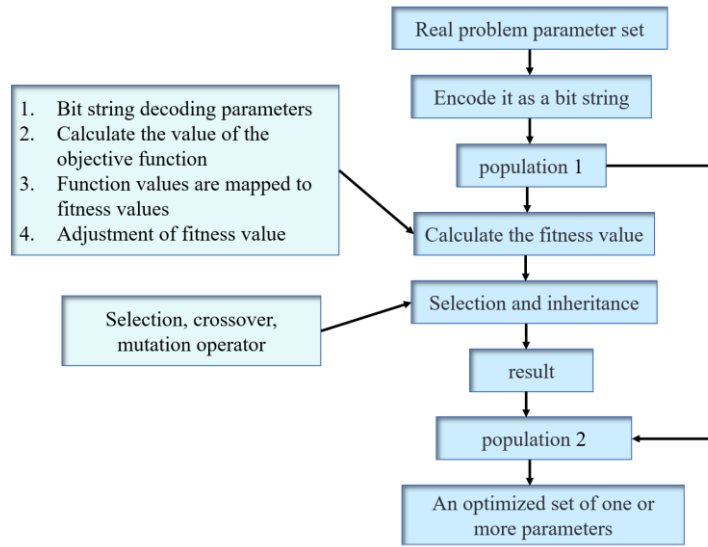 Real problem parameter set
Encode it as a bit string
1. Bit string decoding parameters
2. Calculate the value of the
objective function
3. Function values are mapped to
fitness values
4. Adjustment of fitness value
population 1
Calculate the fitness value
Selection and inheritance
Selection, crossover,
mutation operator
result
population 2
An optimized set of one or
more parameters